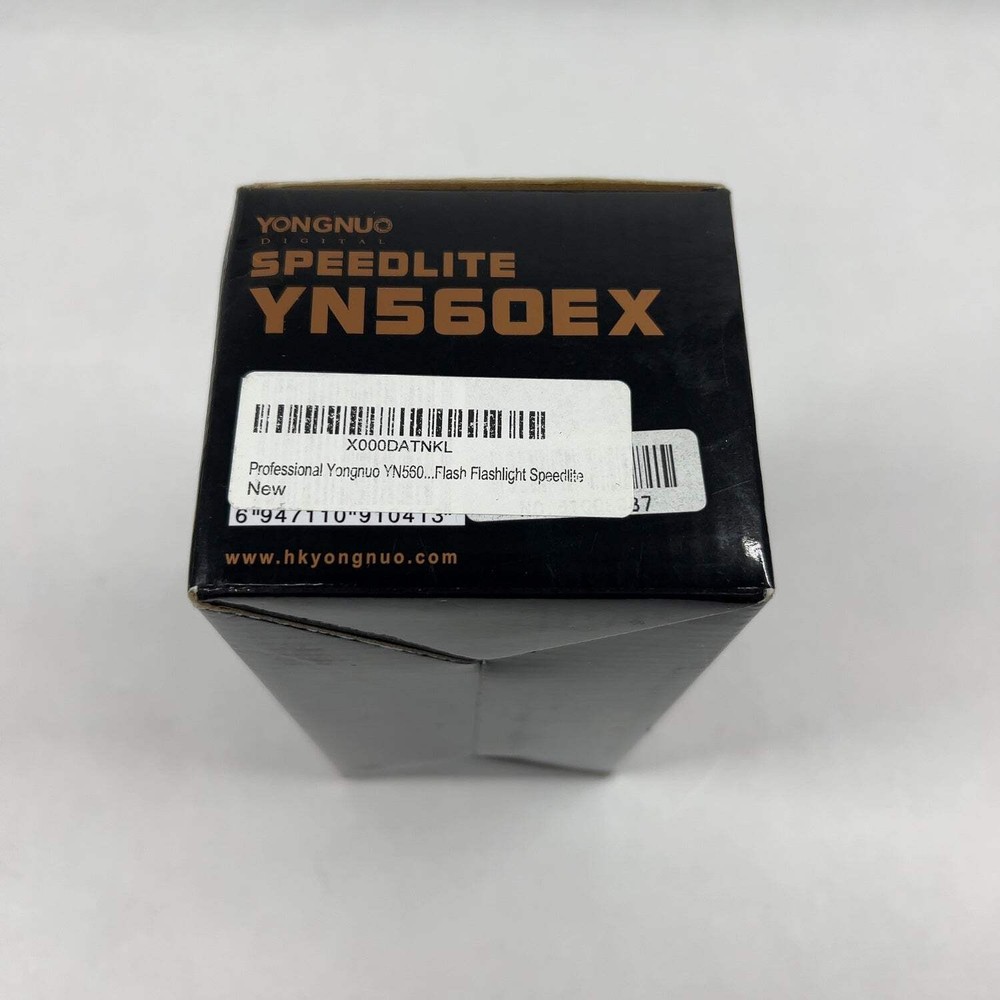 YONGNUO
DIGITAL
SPEEDLITE
YN560EX
X000DATNKL
Professional Yongnuo YN560...Flash Flashlight Speedlite
New
37
6"947110"910413"
www.hkyongnuo.com